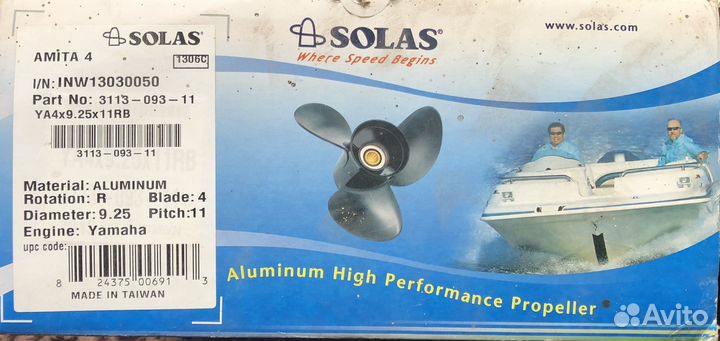 SOLAS®
AMITA 4
1306C
I/N: INW13030050
Part No: 3113-093-11
YA4x9.25x11RB
3113-093-11
Material: ALUMINUM
Rotation: R Blade: 4
Diameter: 9.25 Pitch: 11
Engine: Yamaha
upc code:
8 24375 00691 3
MADE IN TAIWAN
SOLAS®
Where Speed Begins
www.solas.com
Aluminum High Performance Propeller
Avito